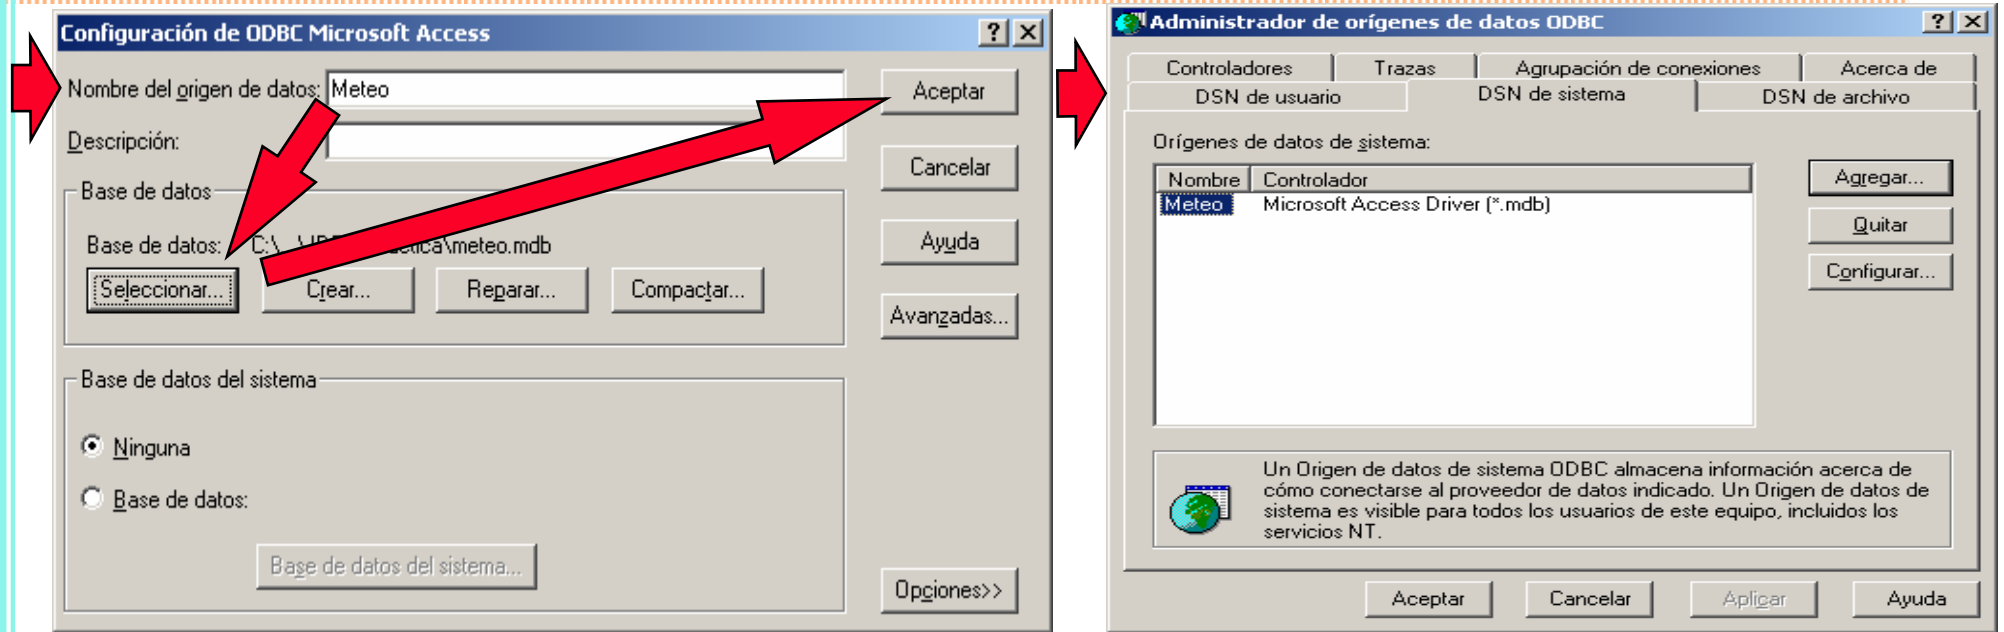 Configuración de ODBC Microsoft Access
Nombre del origen de datos: Meteo
Aceptar
Descripción:
Cancelar
Base de datos
Base de datos: \meteo.mdb
Ayuda
Seleccionar... Crear... Reparar... Compactar...
Avanzadas...
Base de datos del sistema
Ninguna
Base de datos:
Base de datos del sistema...
Opciones>>
Administrador de orígenes de datos ODBC
Controladores Trazas Agrupación de conexiones Acerca de
DSN de usuario DSN de sistema DSN de archivo
Orígenes de datos de sistema:
Nombre Controlador
Meteo Microsoft Access Driver (*.mdb)
Agregar...
Quitar
Configurar...
Un Origen de datos de sistema ODBC almacena información acerca de
cómo conectarse al proveedor de datos indicado. Un Origen de datos de
sistema es visible para todos los usuarios de este equipo, incluidos los
servicios NT.
Aceptar Cancelar Aplicar Ayuda